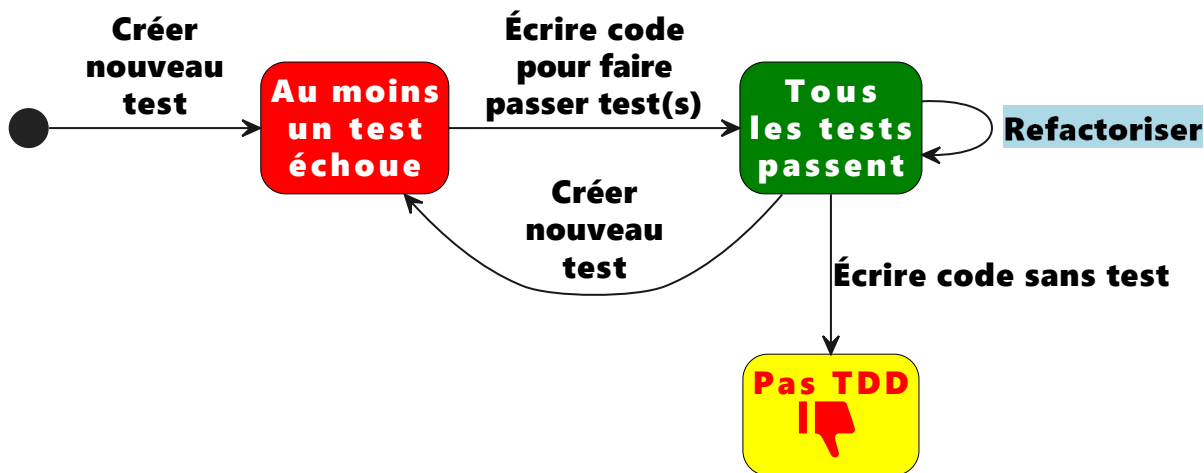 Créer
nouveau
test
Au moins
un test
échoue
Écrire code
pour faire
passer test(s)
Tous
les tests
passent
Refactoriser
Créer
nouveau
test
Écrire code sans test
Pas TDD